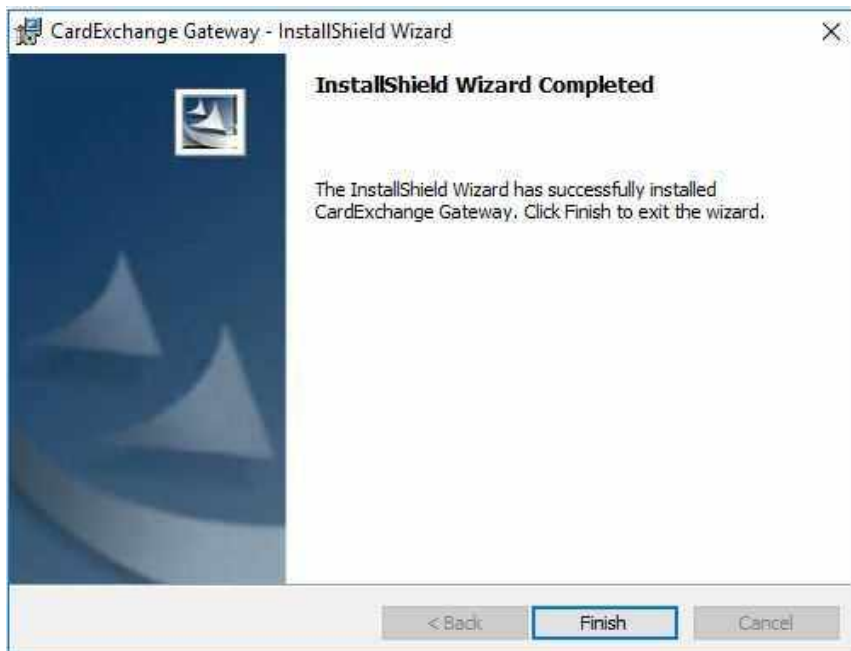 CardExchange Gateway - InstallShield Wizard
InstallShield Wizard Completed
The InstallShield Wizard has successfully installed
CardExchange Gateway. Click Finish to exit the wizard.
< Back
Finish
Cancel